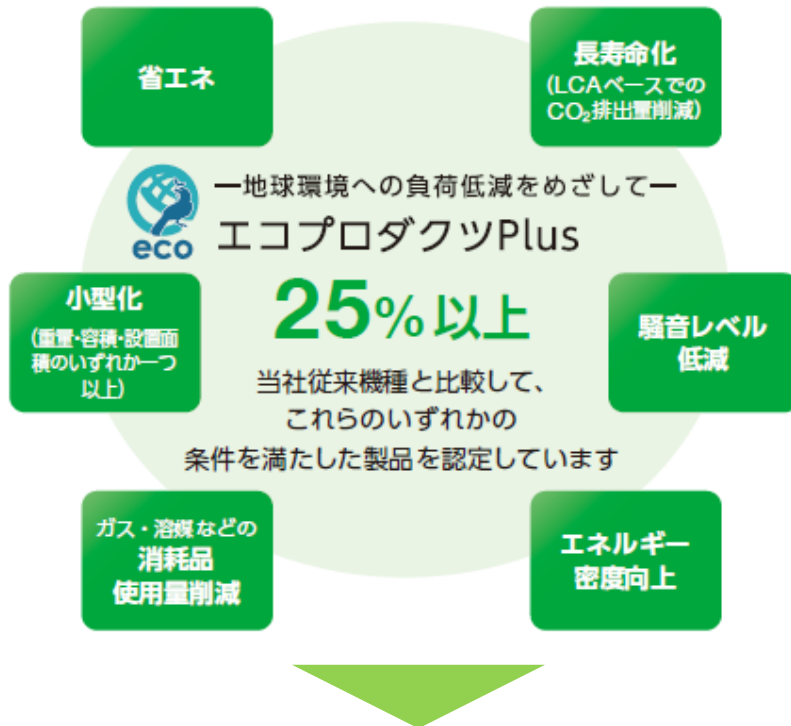 省エネ
長寿命化
(LCAベースでの
CO₂排出量削減)
ー地球環境への負荷低減をめざしてー
eco
エコプロダクツPlus
小型化
(重量・容積・設置面
積のいずれか一つ
以上)
25%以上
騒音レベル
低減
当社従来機種と比較して、
これらのいずれかの
条件を満たした製品を認定しています
ガス・溶媒などの
消耗品
使用量削減
エネルギー
密度向上